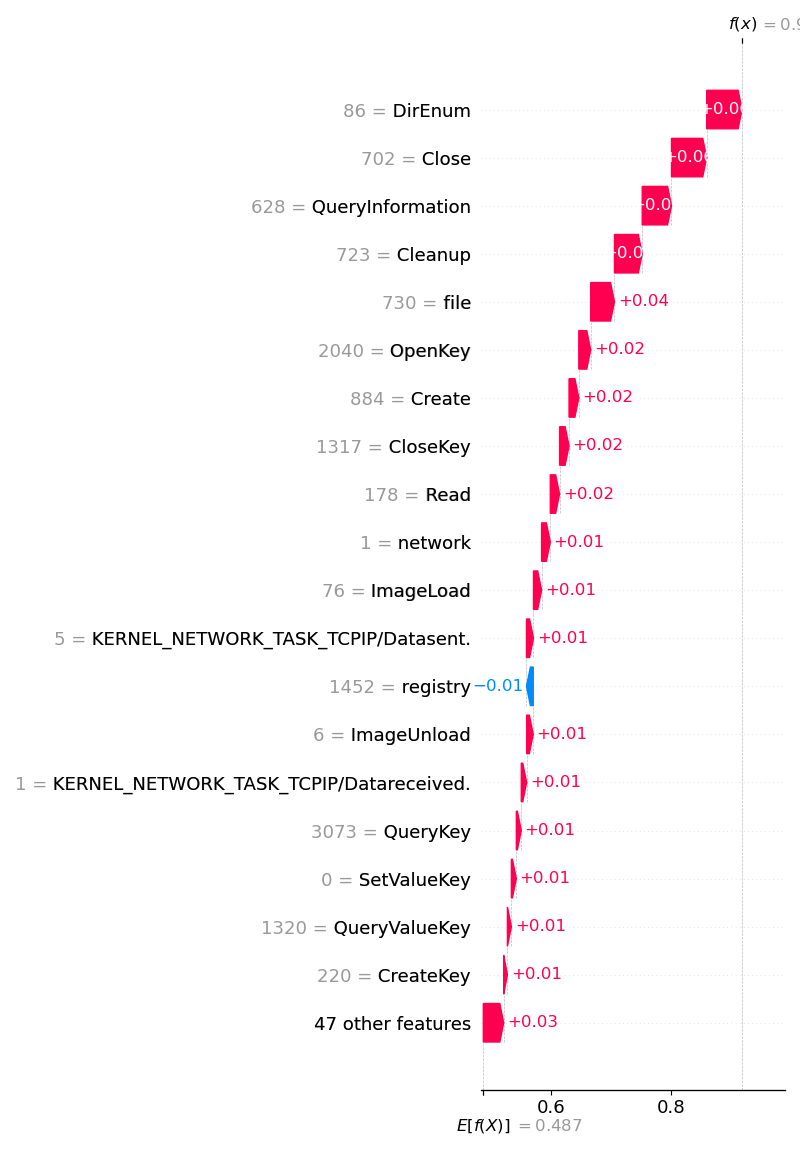 f(x) = 0.9
86 = DirEnum +0.06
702 = Close +0.06
628 = QueryInformation +0.0
723 = Cleanup +0.0
730 = file +0.04
2040 = OpenKey +0.02
884 = Create +0.02
1317 = CloseKey +0.02
178 = Read +0.02
1 = network +0.01
76 = ImageLoad +0.01
5 = KERNEL_NETWORK_TASK_TCPIP/Datasent. +0.01
1452 = registry −0.01
6 = ImageUnload +0.01
1 = KERNEL_NETWORK_TASK_TCPIP/Datareceived. +0.01
3073 = QueryKey +0.01
0 = SetValueKey +0.01
1320 = QueryValueKey +0.01
220 = CreateKey +0.01
47 other features +0.03
0.6 0.8
E[f(X)] = 0.487